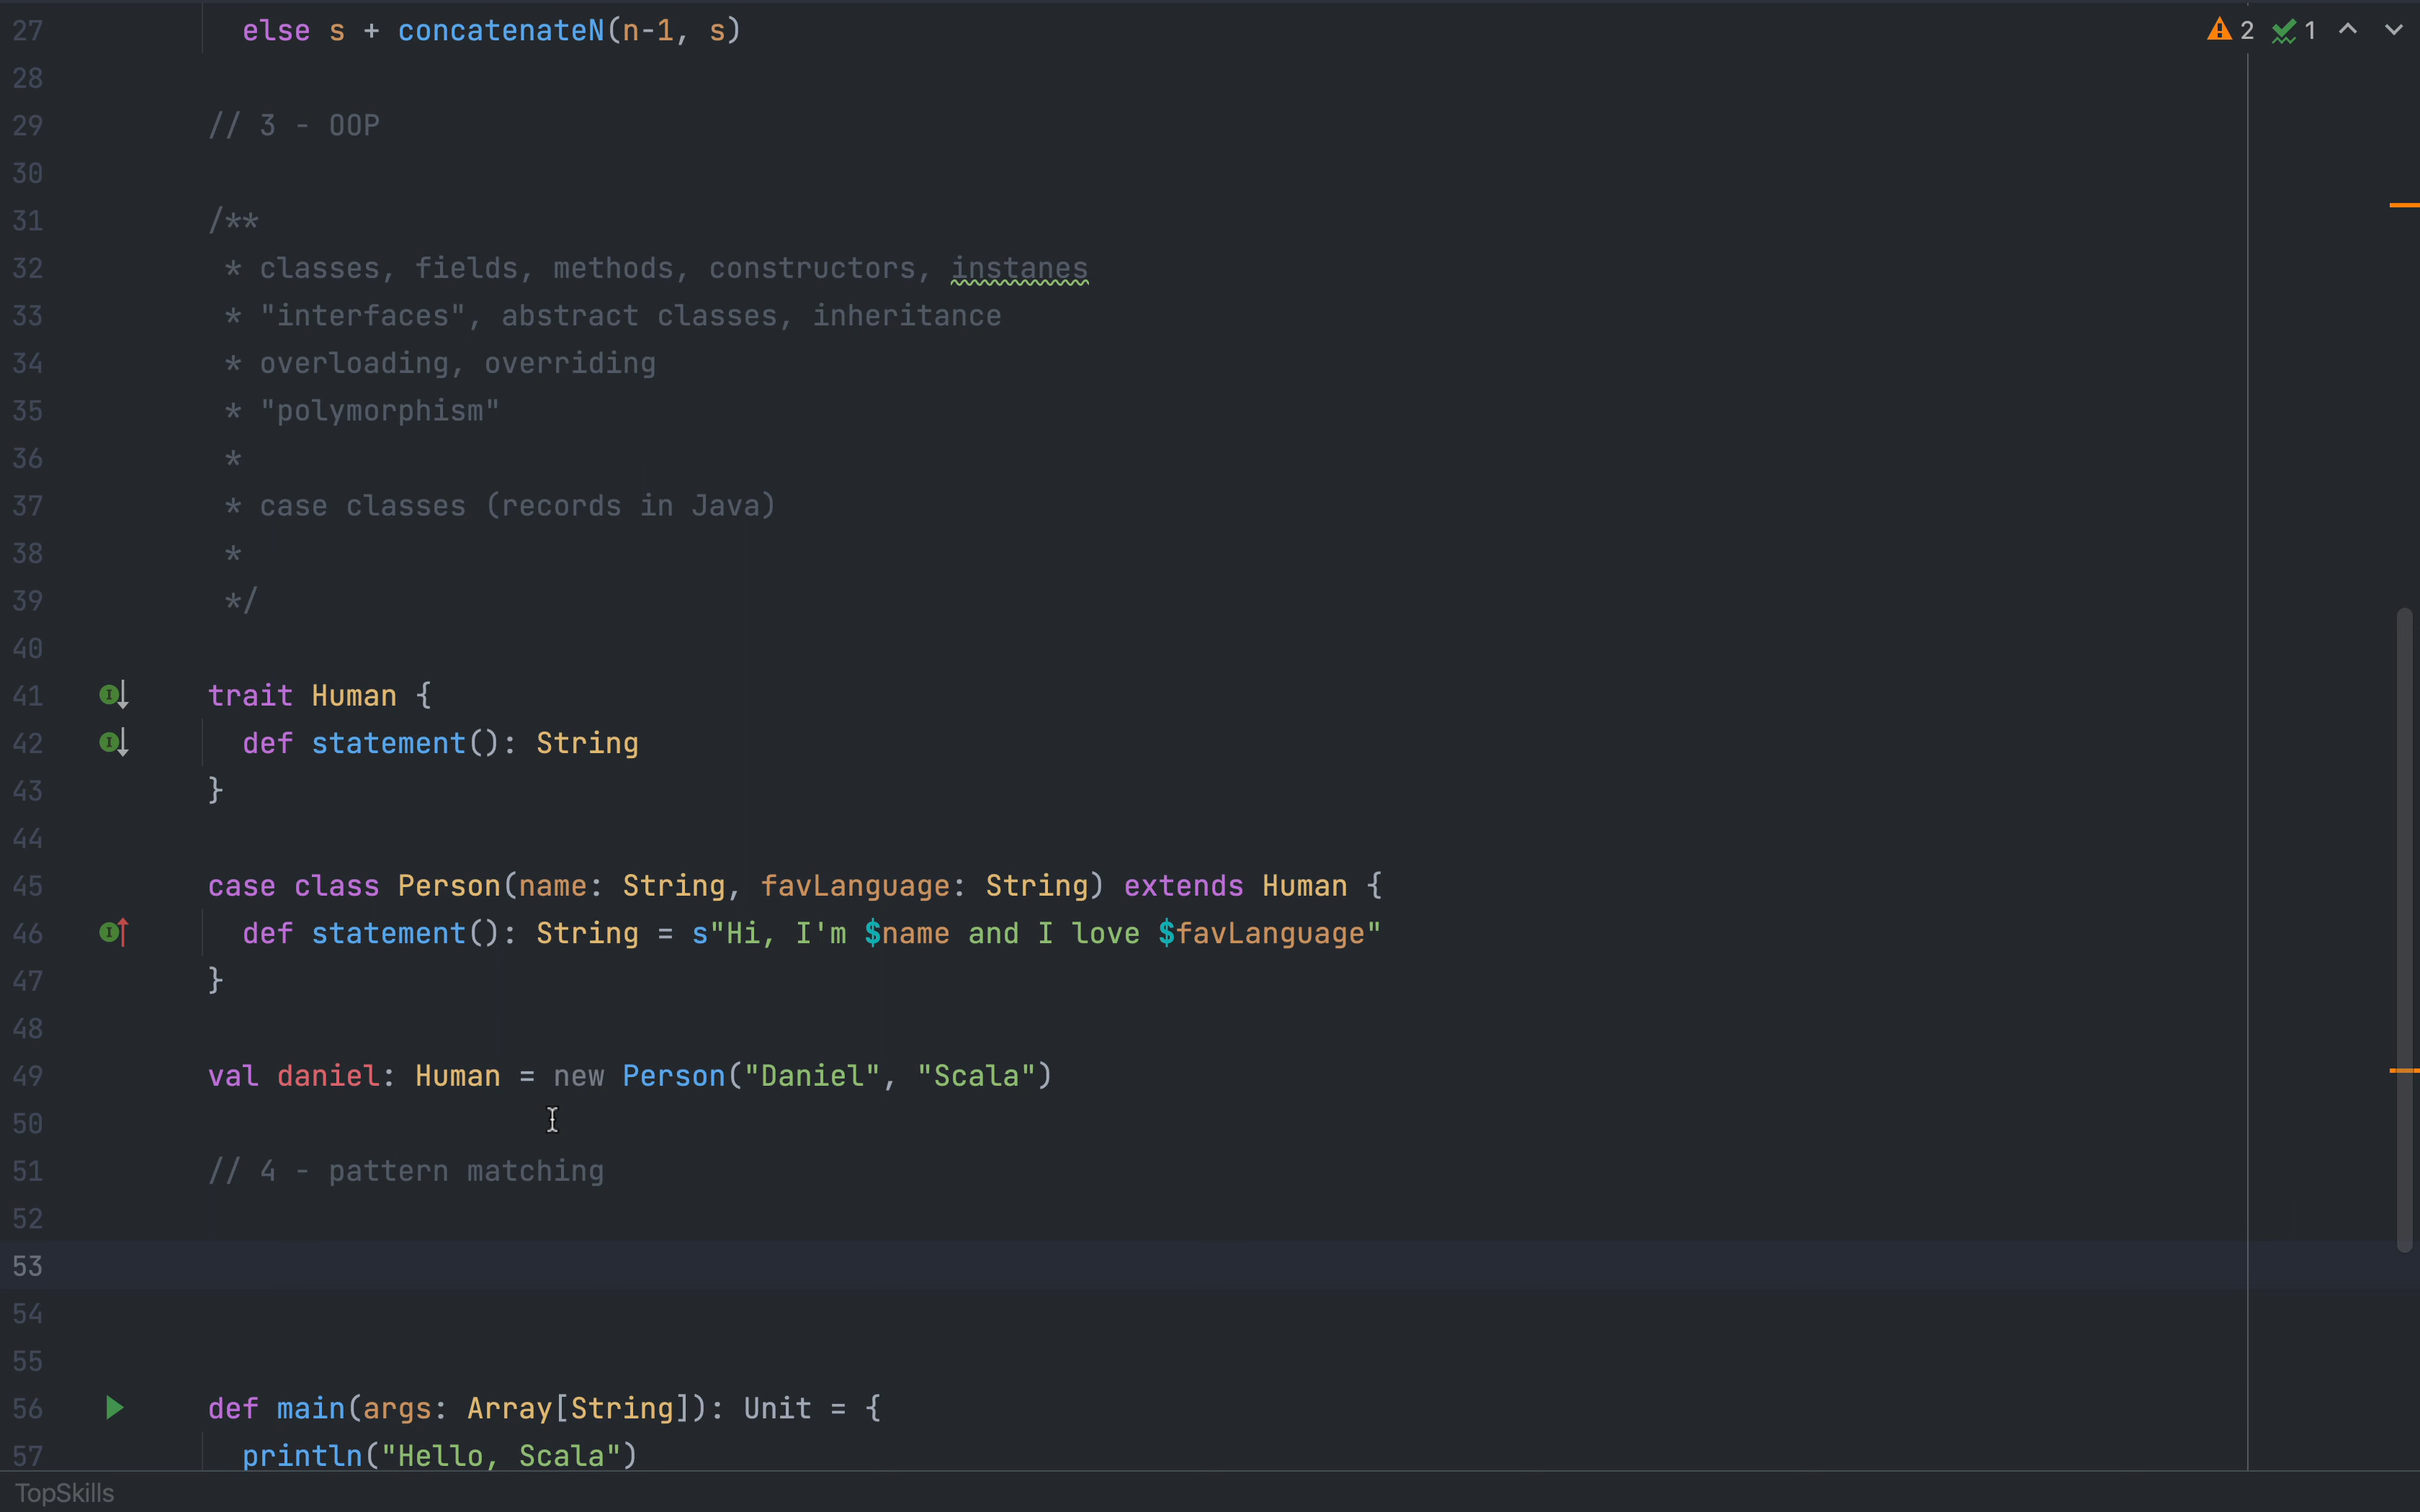 27 else s + concatenateN(n-1, s)
2 1
28
29 // 3 - OOP
30
31 /**
32 * classes, fields, methods, constructors, instanes
33 * "interfaces", abstract classes, inheritance
34 * overloading, overriding
35 * "polymorphism"
36 *
37 * case classes (records in Java)
38 *
39 */
40
41 trait Human {
42 def statement(): String
43 }
44
45 case class Person(name: String, favLanguage: String) extends Human {
46 def statement(): String = s"Hi, I'm $name and I love $favLanguage"
47 }
48
49 val daniel: Human = new Person("Daniel", "Scala")
50
51 // 4 - pattern matching
52
53
54
55
56 def main(args: Array[String]): Unit = {
57 println("Hello, Scala")
TopSkills